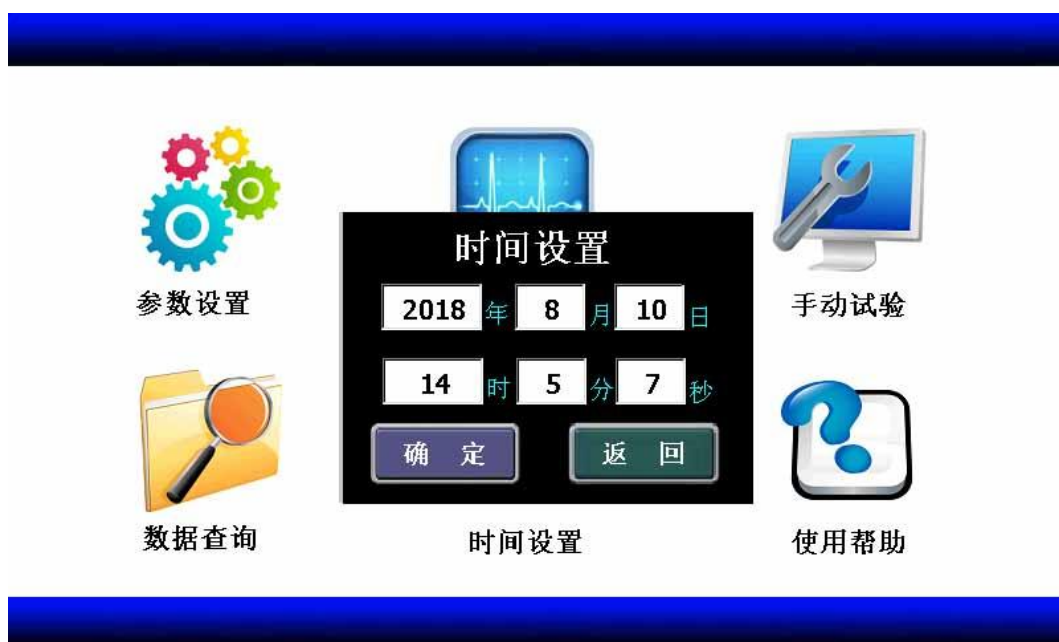 时间设置
参数设置
2018 年 8 月 10 日
手动试验
14 时 5 分 7 秒
确 定
返 回
数据查询
时间设置
使用帮助